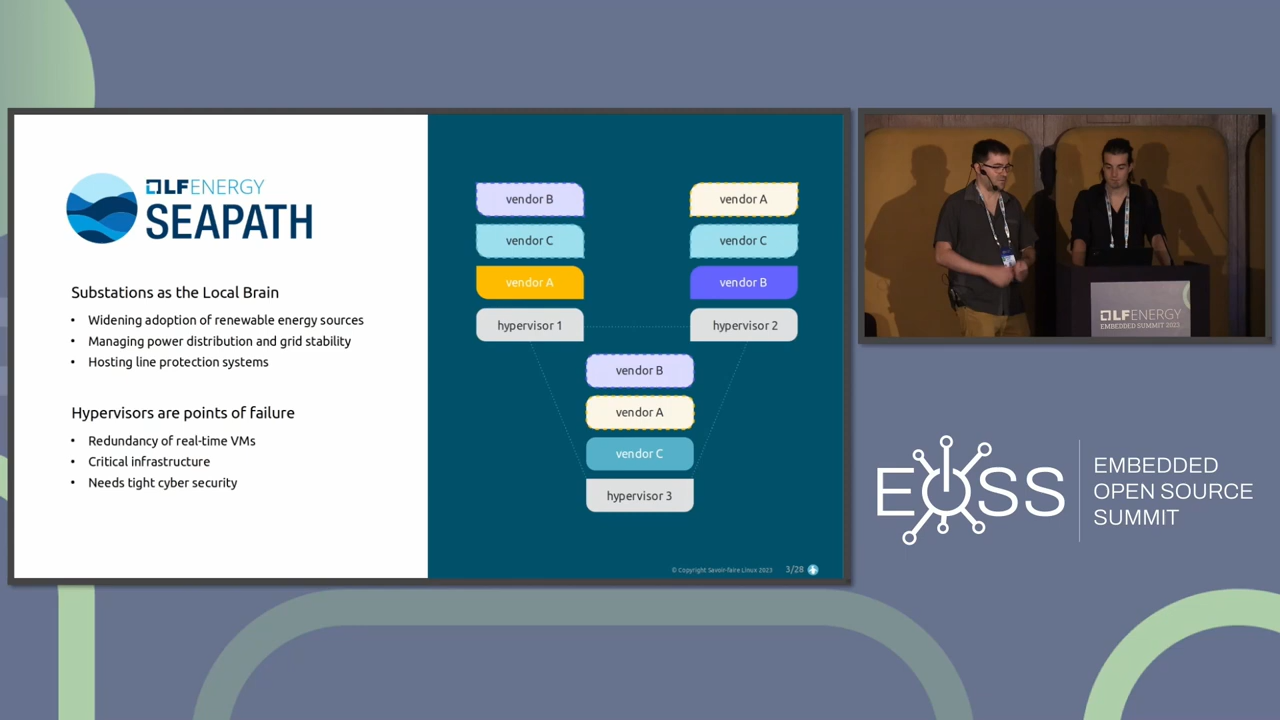 LF ENERGY
SEAPATH
Substations as the Local Brain
• Widening adoption of renewable energy sources
• Managing power distribution and grid stability
• Hosting line protection systems
Hypervisors are points of failure
• Redundancy of real-time VMs
• Critical infrastructure
• Needs tight cyber security
vendor B
vendor C
vendor A
hypervisor 1
vendor A
vendor C
vendor B
hypervisor 2
vendor B
vendor A
vendor C
hypervisor 3
© Copyright Savoir-faire Linux 2023
3/28
LF ENERGY
EMBEDDED SUMMIT 2023
EOSS
EMBEDDED
OPEN SOURCE
SUMMIT